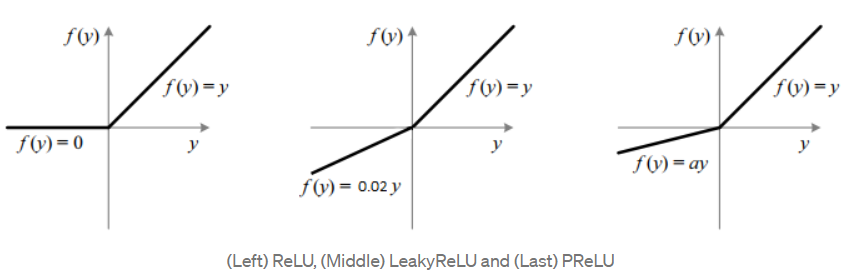 f(y)
f(y) = y
f(y) = 0
y
f(y)
f(y) = y
f(y) = 0.02 y
y
f(y)
f(y) = y
f(y) = ay
y
(Left) ReLU, (Middle) LeakyReLU and (Last) PReLU